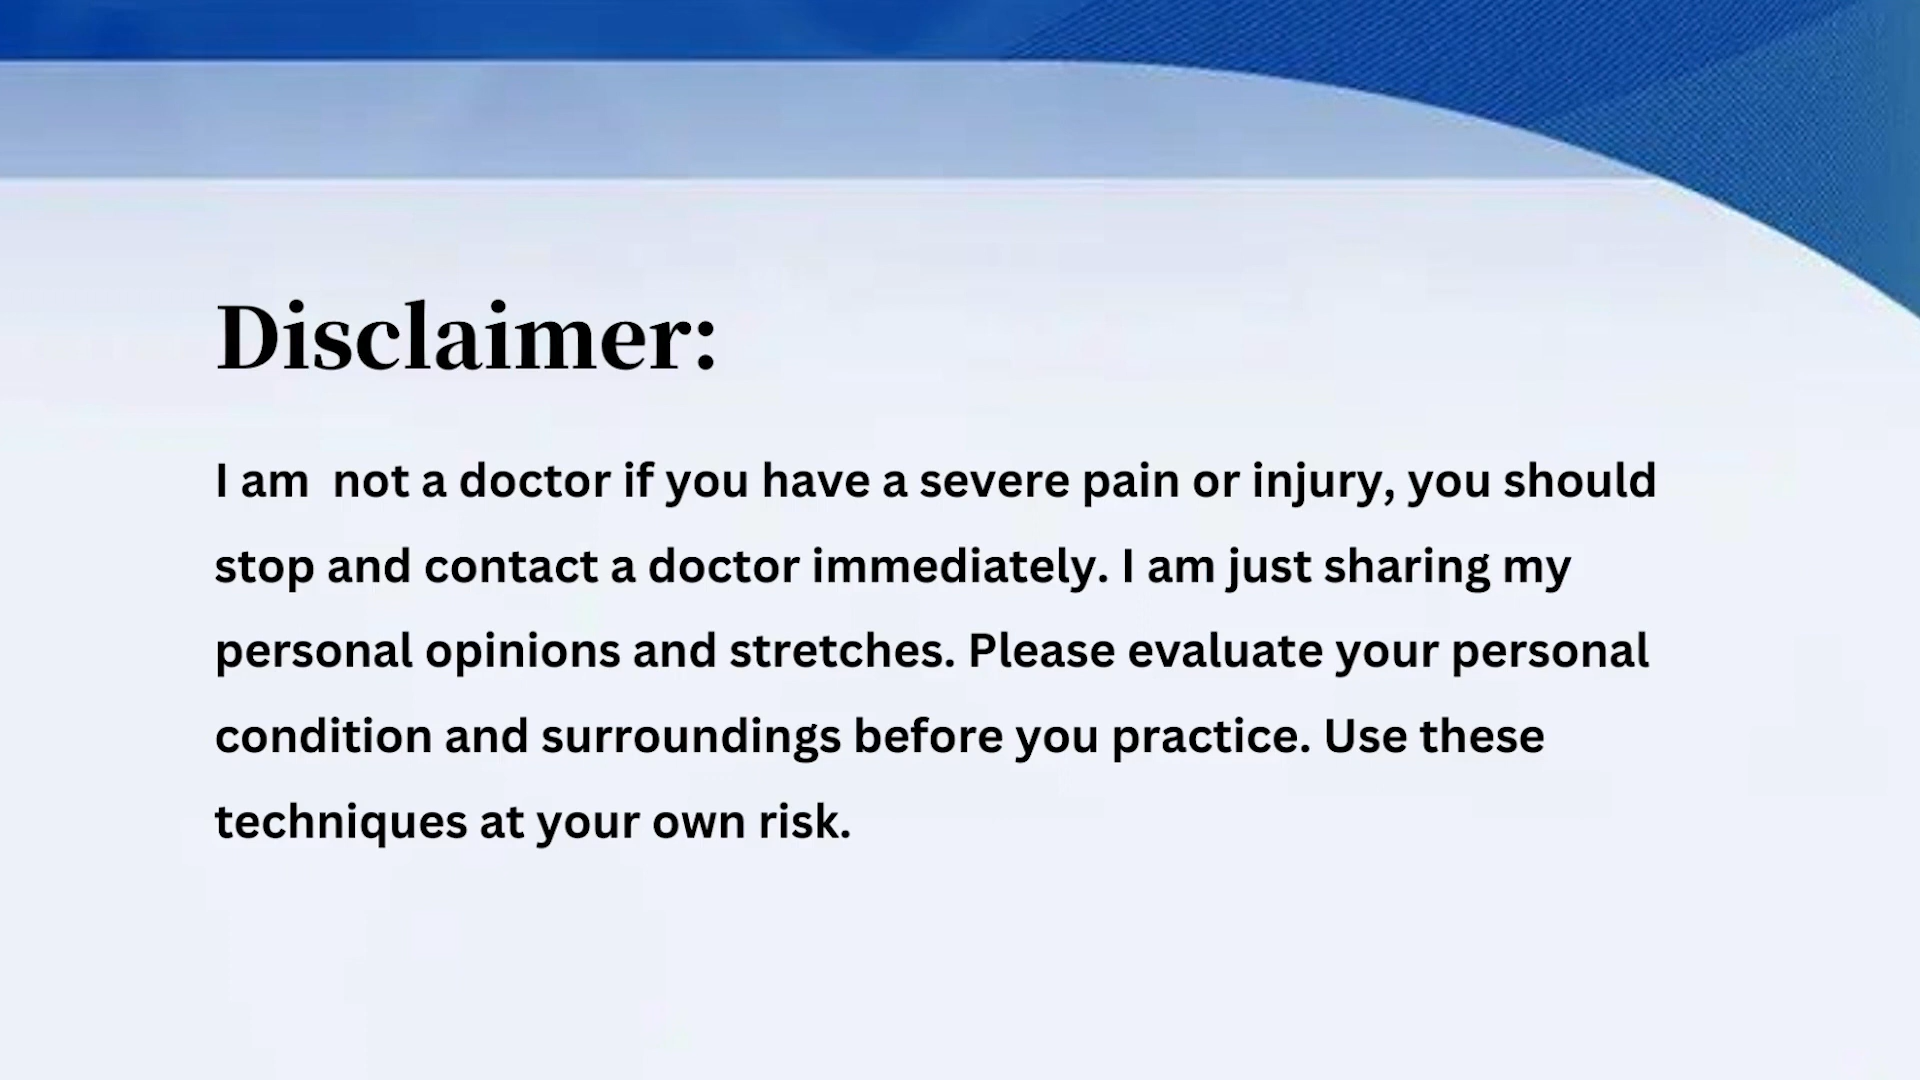 Disclaimer:
I am  not a doctor if you have a severe pain or injury, you should
stop and contact a doctor immediately. I am just sharing my
personal opinions and stretches. Please evaluate your personal
condition and surroundings before you practice. Use these
techniques at your own risk.